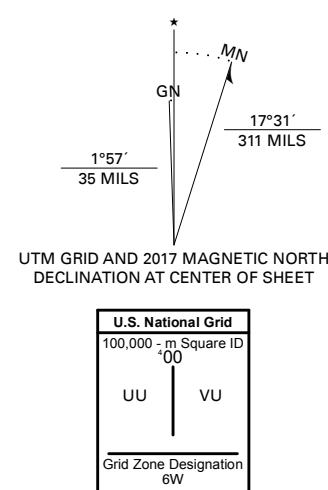 ★
MN
GN
17°31´
311 MILS
1°57´
35 MILS
UTM GRID AND 2017 MAGNETIC NORTH
DECLINATION AT CENTER OF SHEET
U.S. National Grid
100,000 - m Square ID
⁴00
UU VU
Grid Zone Designation
6W